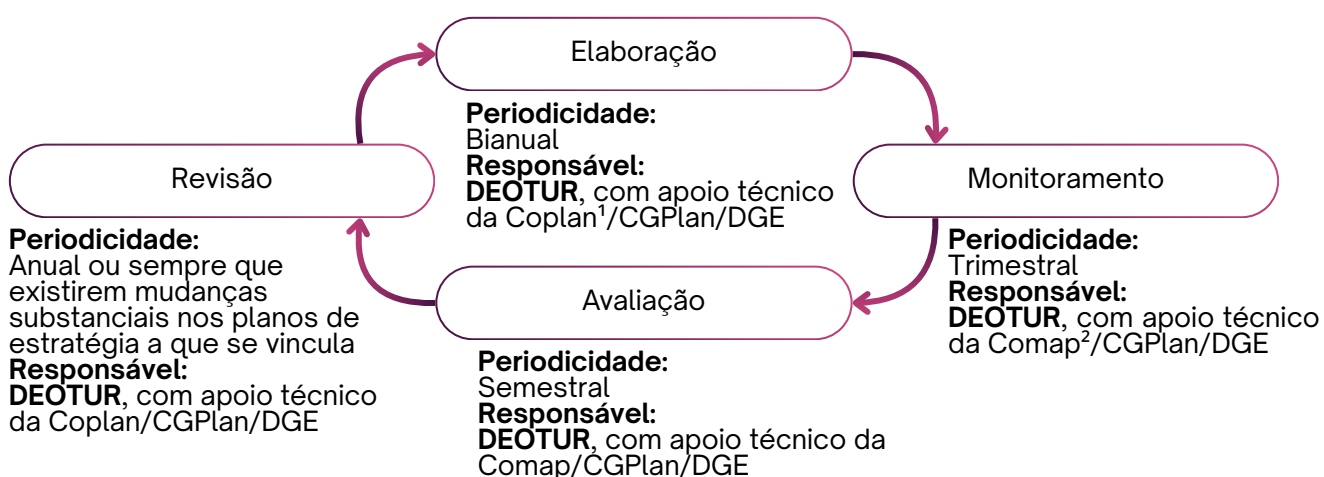 Elaboração
Periodicidade:
Bianual
Responsável:
DEOTUR, com apoio técnico
da Coplan¹/CGPlan/DGE
Monitoramento
Periodicidade:
Trimestral
Responsável:
DEOTUR, com apoio técnico
da Comap²/CGPlan/DGE
Avaliação
Periodicidade:
Semestral
Responsável:
DEOTUR, com apoio técnico da
Comap/CGPlan/DGE
Revisão
Periodicidade:
Anual ou sempre que
existirem mudanças
substanciais nos planos de
estratégia a que se vincula
Responsável:
DEOTUR, com apoio técnico
da Coplan/CGPlan/DGE